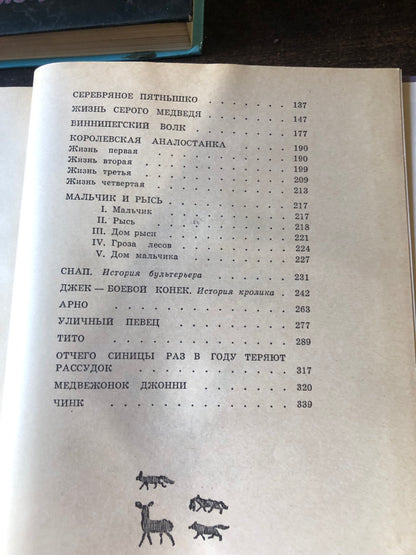 СЕРЕБРЯНОЕ ПЯТНЫШКО . . . . . . . 137
ЖИЗНЬ СЕРОГО МЕДВЕДЯ . . . . . . . 147
ВИННИПЕГСКИЙ ВОЛК . . . . . . . . 177
КОРОЛЕВСКАЯ АНАЛОСТАНКА . . . . . 190
Жизнь первая . . . . . . . . . . . 190
Жизнь вторая . . . . . . . . . . . 199
Жизнь третья . . . . . . . . . . . 209
Жизнь четвертая . . . . . . . . . . 213
МАЛЬЧИК И РЫСЬ . . . . . . . . . . 217
I. Мальчик . . . . . . . . . . 217
II. Рысь . . . . . . . . . . . 218
III. Дом рыси . . . . . . . . . 221
IV. Гроза лесов . . . . . . . . 224
V. Дом мальчика . . . . . . . . 227
СНАП. История бультерьера . . . . . . . 231
ДЖЕК — БОЕВОЙ КОНЕК. История кролика . 242
АРНО . . . . . . . . . . . . . . 263
УЛИЧНЫЙ ПЕВЕЦ . . . . . . . . . . 277
ТИТО . . . . . . . . . . . . . . 289
ОТЧЕГО СИНИЦЫ РАЗ В ГОДУ ТЕРЯЮТ
РАССУДОК . . . . . . . . . . . . 317
МЕДВЕЖОНОК ДЖОННИ . . . . . . . . 320
ЧИНК . . . . . . . . . . . . . . 339